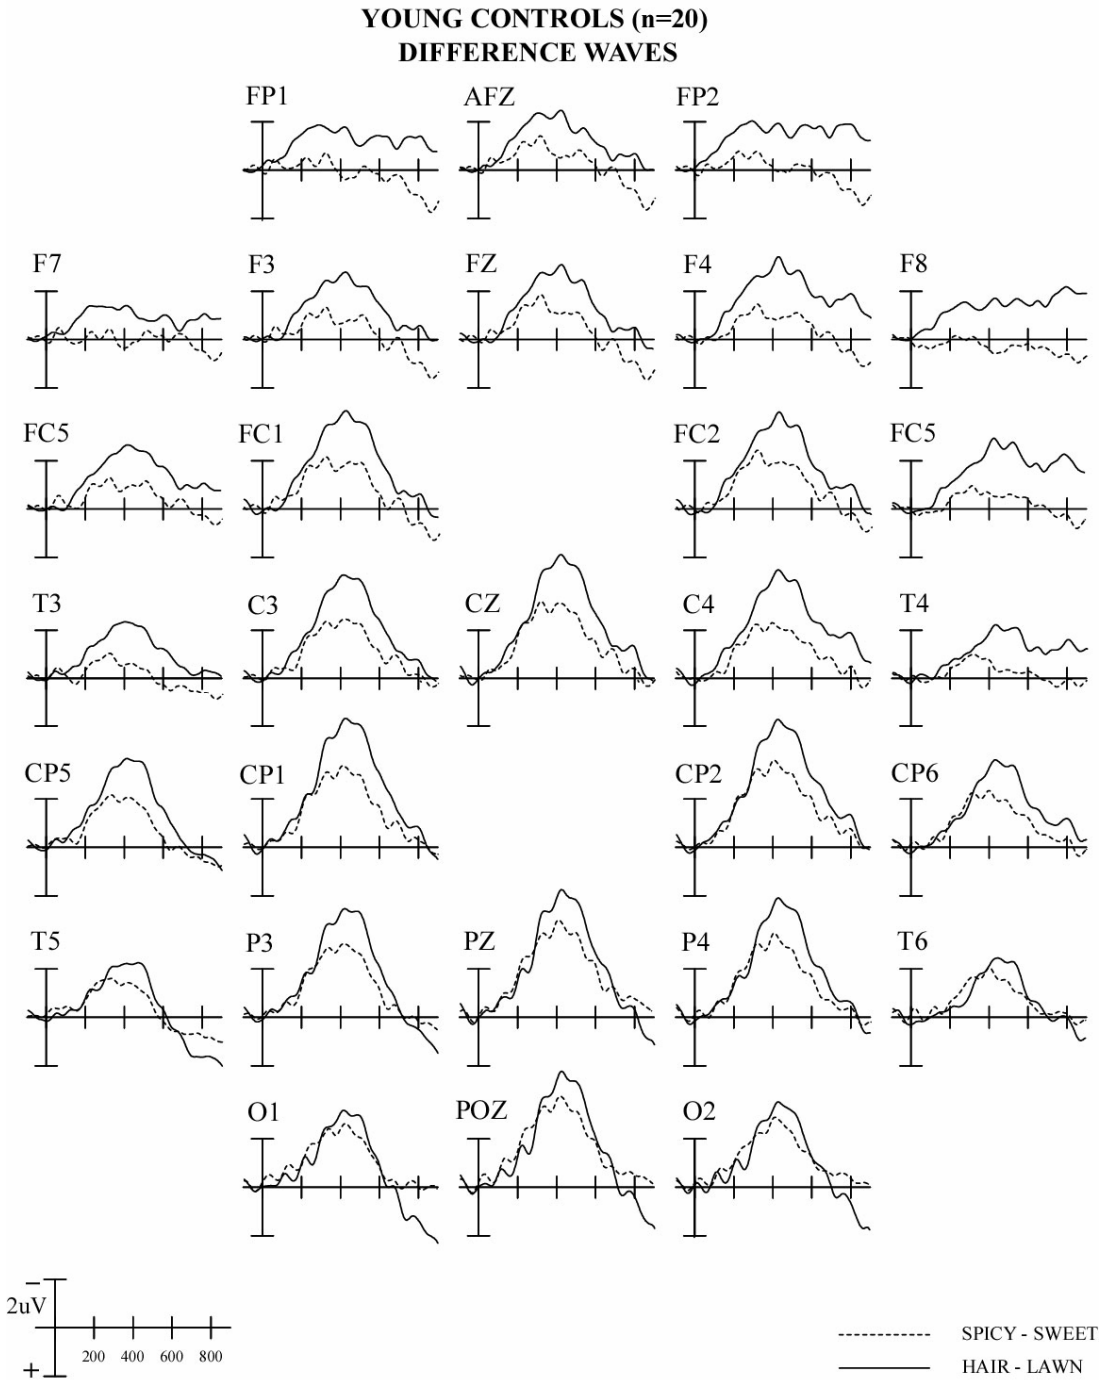 YOUNG CONTROLS (n=20)
DIFFERENCE WAVES
FP1 AFZ FP2
F7 F3 FZ F4 F8
FC5 FC1 FC2 FC5
T3 C3 CZ C4 T4
CP5 CP1 CP2 CP6
T5 P3 PZ P4 T6
O1 POZ O2
−
2uV
+
200 400 600 800
SPICY - SWEET
HAIR - LAWN